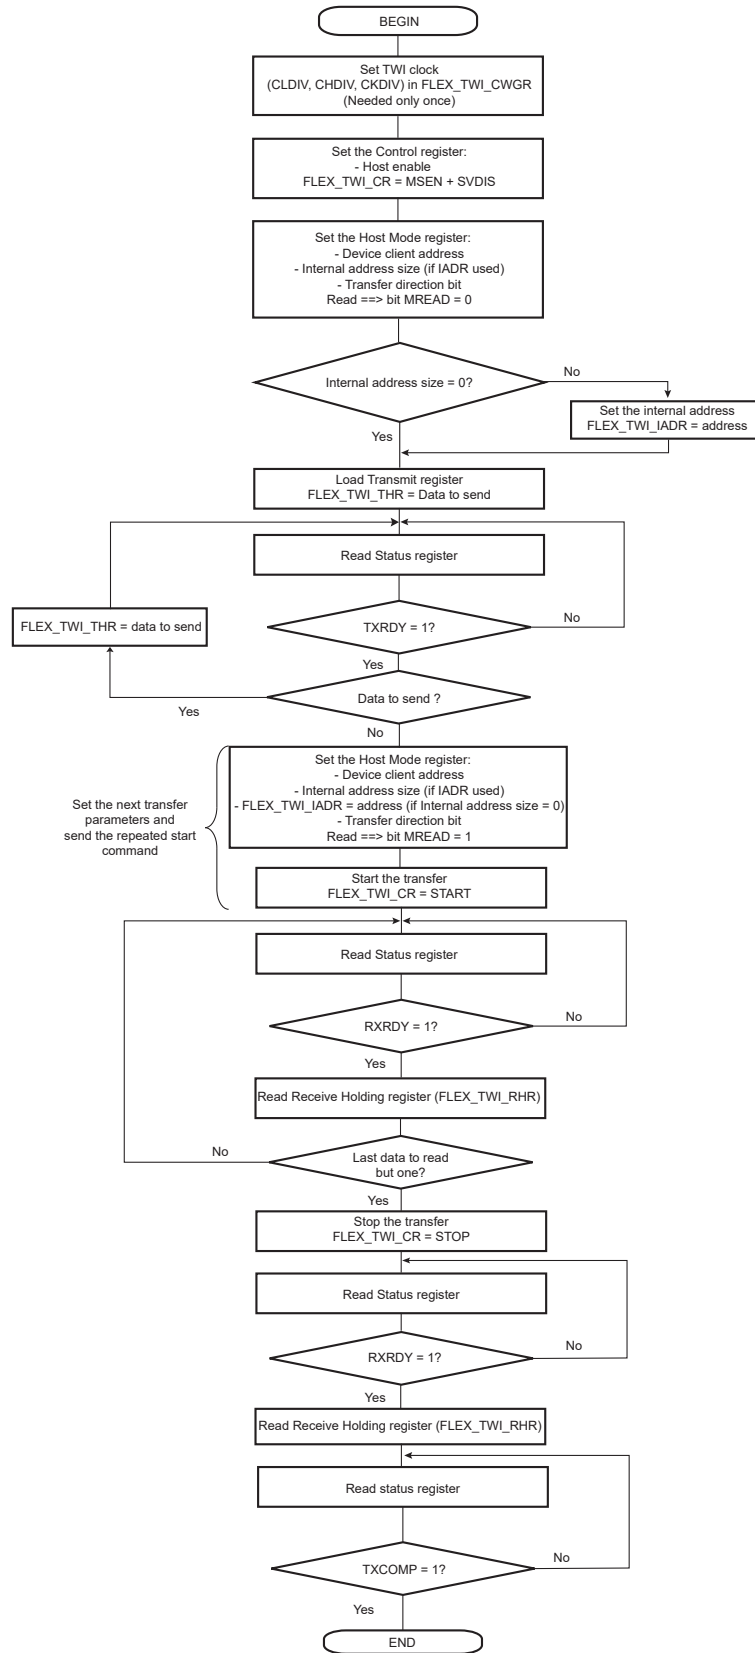 BEGIN
Set TWI clock
(CLDIV, CHDIV, CKDIV) in FLEX_TWI_CWGR
(Needed only once)
Set the Control register:
- Host enable
FLEX_TWI_CR = MSEN + SVDIS
Set the Host Mode register:
- Device client address
- Internal address size (if IADR used)
- Transfer direction bit
Read ==> bit MREAD = 0
Internal address size = 0?
No
Set the internal address
FLEX_TWI_IADR = address
Yes
Load Transmit register
FLEX_TWI_THR = Data to send
Read Status register
FLEX_TWI_THR = data to send
TXRDY = 1?
No
Yes
Data to send ?
Yes
No
Set the next transfer
parameters and
send the repeated start
command
Set the Host Mode register:
- Device client address
- Internal address size (if IADR used)
- FLEX_TWI_IADR = address (if Internal address size = 0)
- Transfer direction bit
Read ==> bit MREAD = 1
Start the transfer
FLEX_TWI_CR = START
Read Status register
RXRDY = 1?
No
Yes
Read Receive Holding register (FLEX_TWI_RHR)
No
Last data to read
but one?
Yes
Stop the transfer
FLEX_TWI_CR = STOP
Read Status register
RXRDY = 1?
No
Yes
Read Receive Holding register (FLEX_TWI_RHR)
Read status register
TXCOMP = 1?
No
Yes
END